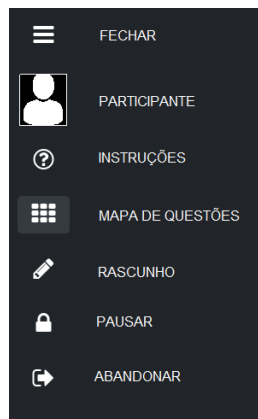 FECHAR
PARTICIPANTE
INSTRUÇÕES
MAPA DE QUESTÕES
RASCUNHO
PAUSAR
ABANDONAR